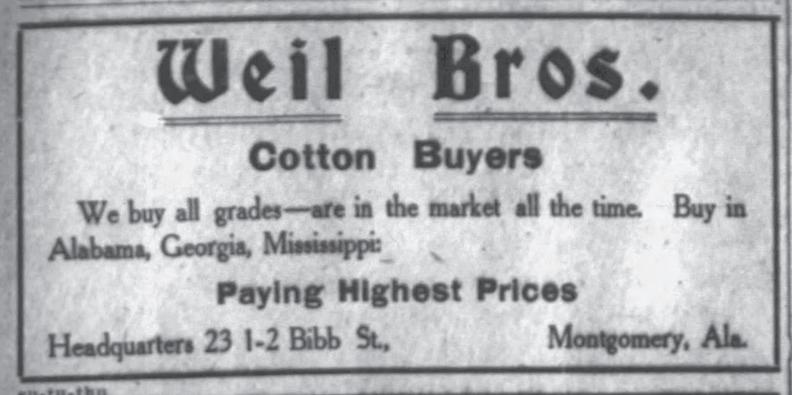 Weil Bros.
Cotton Buyers
We buy all grades—are in the market all the time. Buy in
Alabama, Georgia, Mississippi:
Paying Highest Prices
Headquarters 23 1-2 Bibb St., Montgomery, Ala.